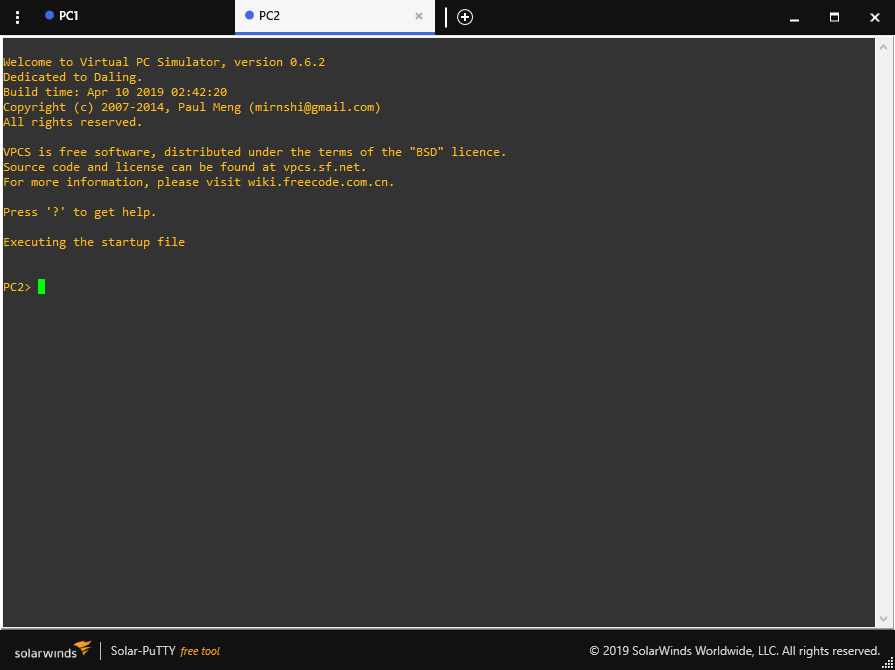 PC1
PC2
Welcome to Virtual PC Simulator, version 0.6.2
Dedicated to Daling.
Build time: Apr 10 2019 02:42:20
Copyright (c) 2007-2014, Paul Meng (mirnshi@gmail.com)
All rights reserved.
VPCS is free software, distributed under the terms of the "BSD" licence.
Source code and license can be found at vpcs.sf.net.
For more information, please visit wiki.freecode.com.cn.
Press '?' to get help.
Executing the startup file
PC2>
solarwinds
Solar-PuTTY free tool
© 2019 SolarWinds Worldwide, LLC. All rights reserved.